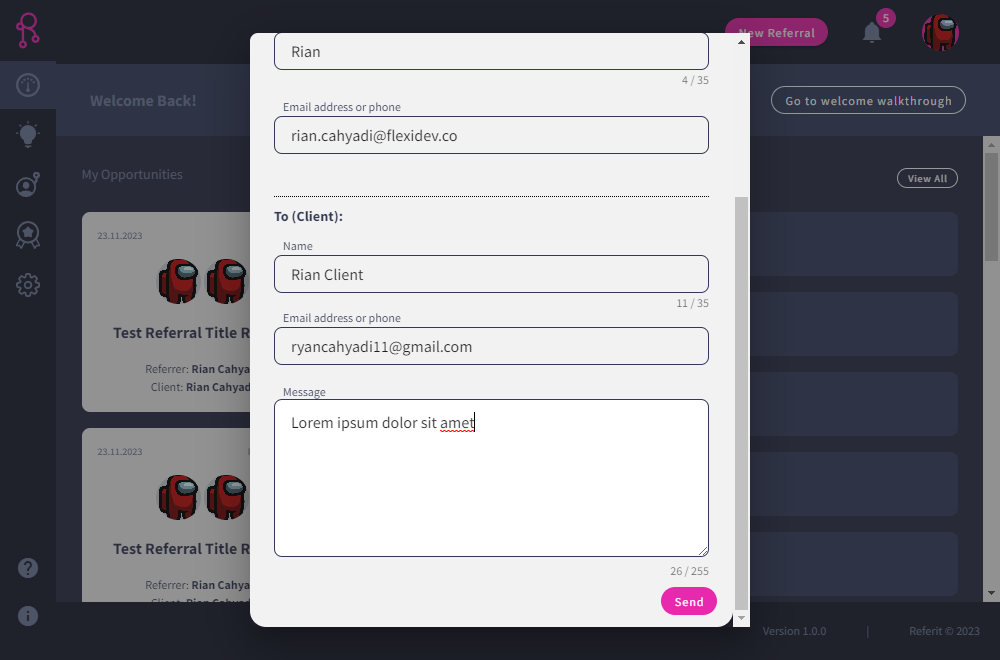 New Referral
5
Welcome Back!
Go to welcome walkthrough
My Opportunities
View All
23.11.2023
Test Referral Title R
Referrer: Rian Cahya
Client: Rian Cahyad
23.11.2023
Test Referral Title R
Referrer: Rian Cahya
Client: Rian Cahyad
Rian
4 / 35
Email address or phone
rian.cahyadi@flexidev.co
To (Client):
Name
Rian Client
11 / 35
Email address or phone
ryancahyadi11@gmail.com
Message
Lorem ipsum dolor sit amet
26 / 255
Send
Version 1.0.0
|
Referit © 2023